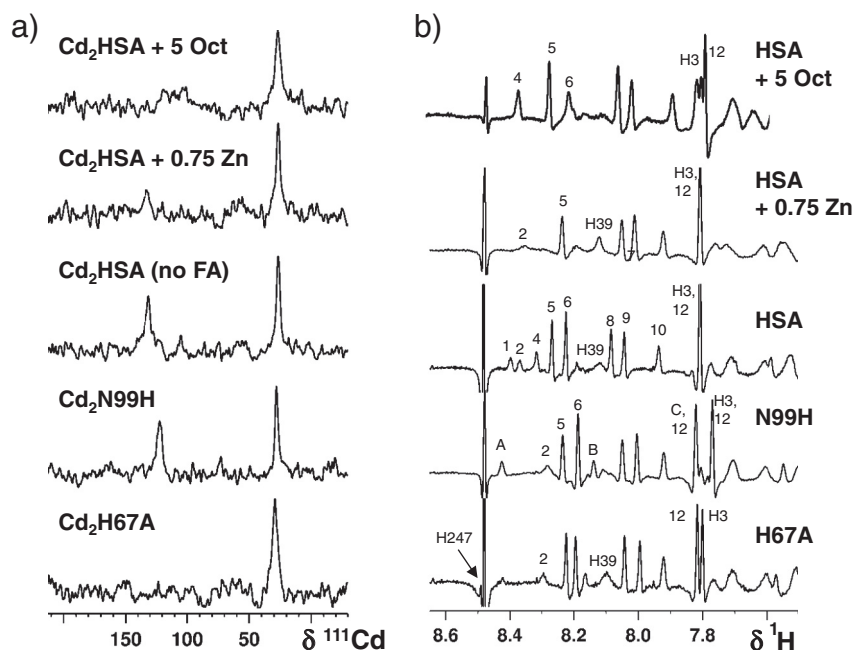 a)
Cd2HSA + 5 Oct
Cd2HSA + 0.75 Zn
Cd2HSA (no FA)
Cd2N99H
Cd2H67A
150 100 50
δ 111Cd
b)
4 5 6 H3 12
HSA
+ 5 Oct
2 5 H39 7 H3,
12
HSA
+ 0.75 Zn
1 2 4 5 6 H39 8 9 10 H3,
12
HSA
A 2 5 6 B C,
12
H3,
12
N99H
H247 2 H39 12 H3
H67A
8.6 8.4 8.2 8.0 7.8
δ 1H